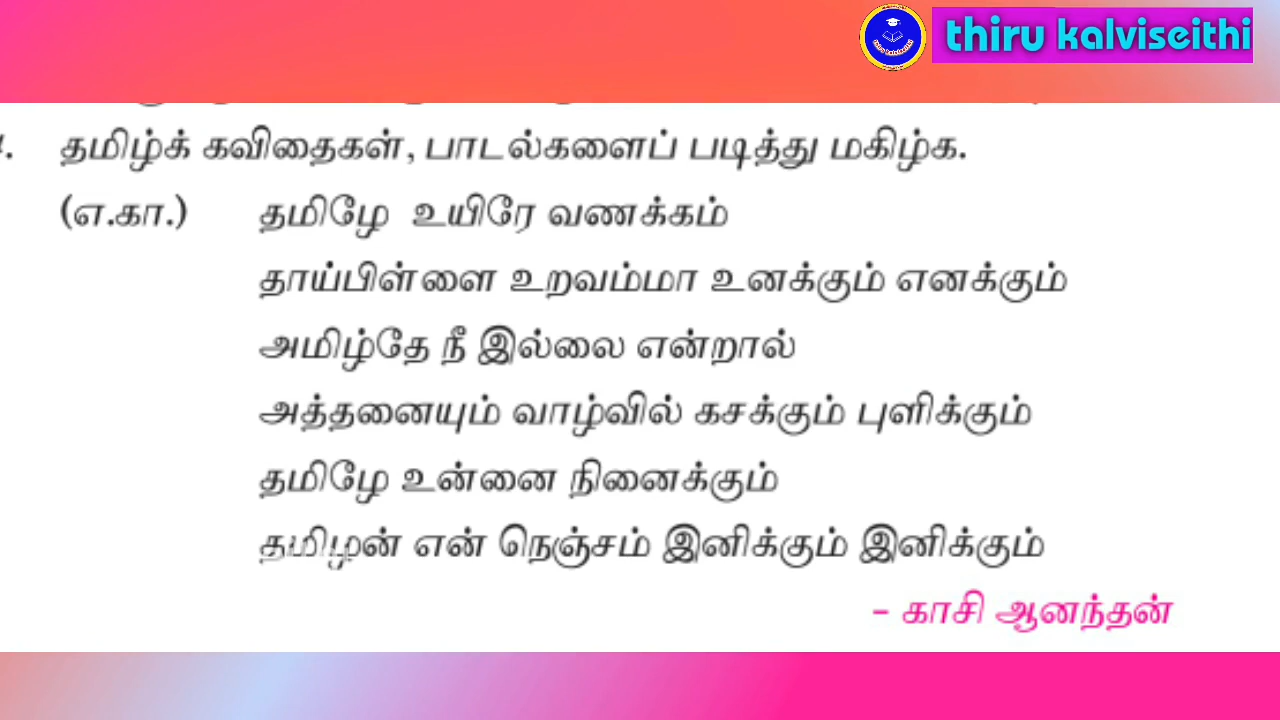 thiru kalviseithi
தமிழ்க் கவிதைகள், பாடல்களைப் படித்து மகிழ்க.
(எ.கா.) தமிழே உயிரே வணக்கம்
தாய்பிள்ளை உறவம்மா உனக்கும் எனக்கும்
அமிழ்தே நீ இல்லை என்றால்
அத்தனையும் வாழ்வில் கசக்கும் புளிக்கும்
தமிழே உன்னை நினைக்கும்
தமிழன் என் நெஞ்சம் இனிக்கும் இனிக்கும்
- காசி ஆனந்தன்